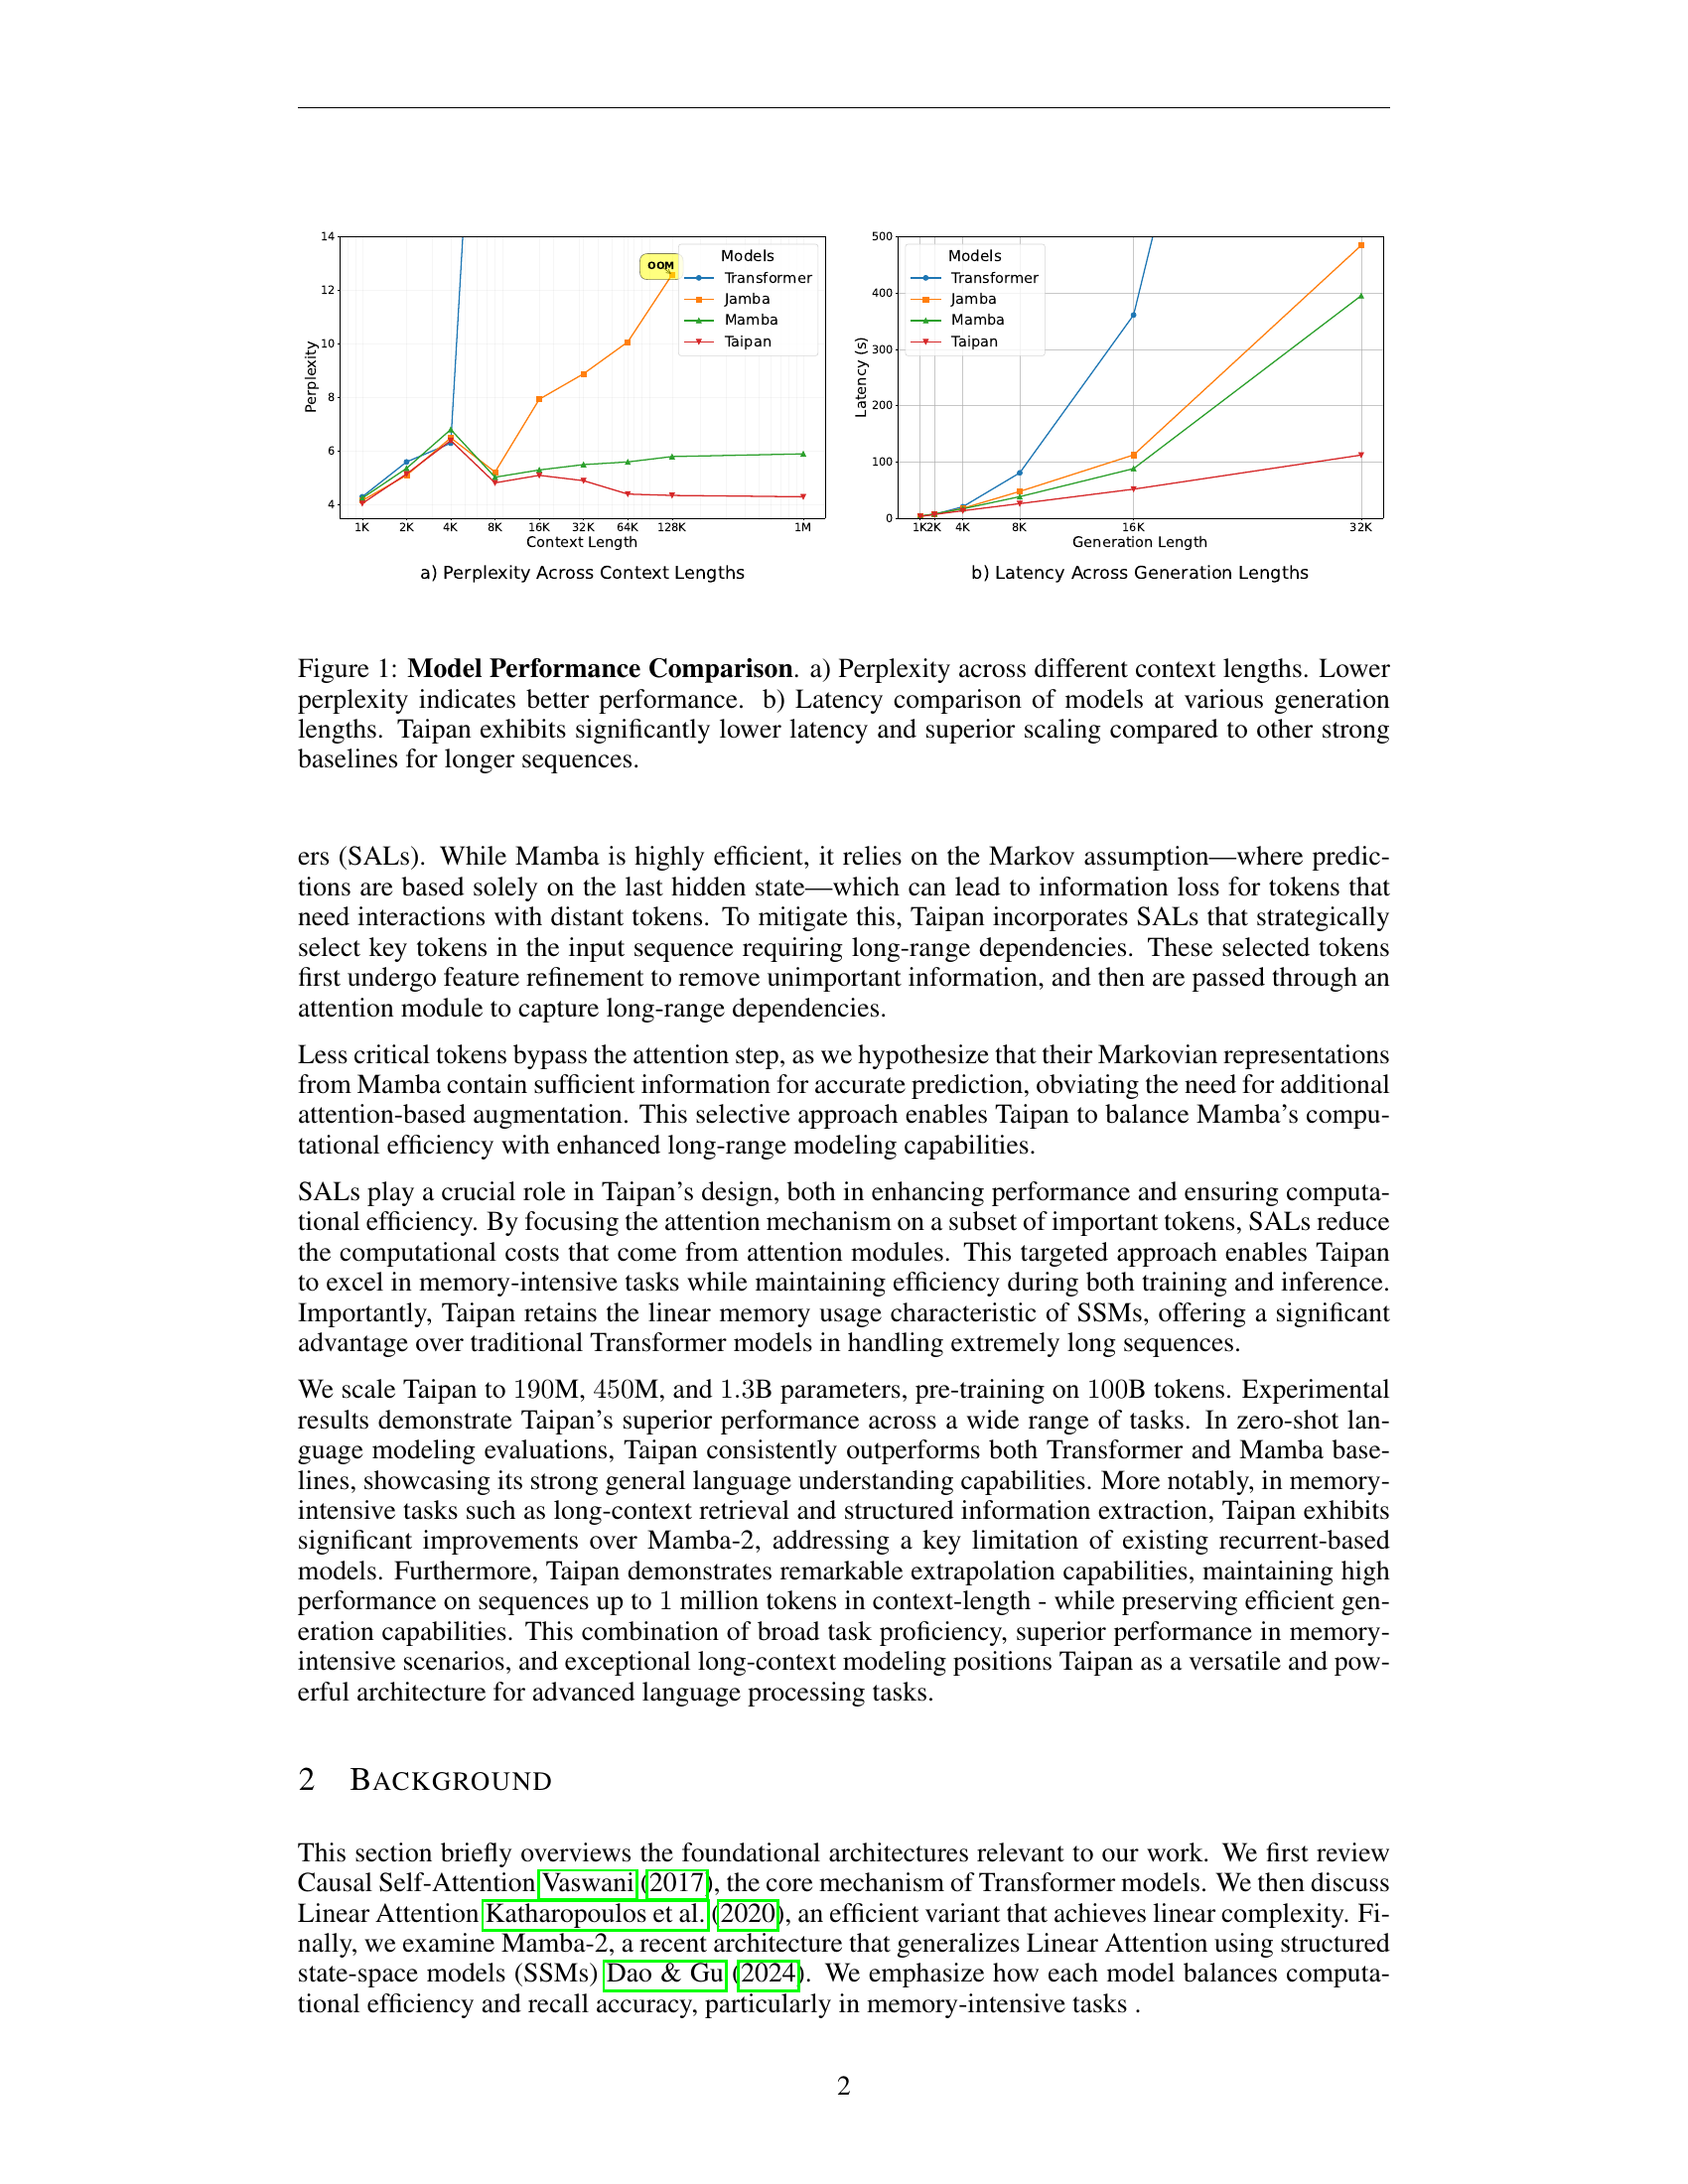 14
12
10
8
6
4
Perplexity
OOM
Models
Transformer
Jamba
Mamba
Taipan
1K 2K 4K 8K 16K 32K 64K 128K 1M
Context Length
a) Perplexity Across Context Lengths
500
400
300
200
100
0
Latency (s)
Models
Transformer
Jamba
Mamba
Taipan
1K 2K 4K 8K 16K 32K
Generation Length
b) Latency Across Generation Lengths
Figure 1: Model Performance Comparison. a) Perplexity across different context lengths. Lower
perplexity indicates better performance. b) Latency comparison of models at various generation
lengths. Taipan exhibits significantly lower latency and superior scaling compared to other strong
baselines for longer sequences.
ers (SALs). While Mamba is highly efficient, it relies on the Markov assumption—where predic-
tions are based solely on the last hidden state—which can lead to information loss for tokens that
need interactions with distant tokens. To mitigate this, Taipan incorporates SALs that strategically
select key tokens in the input sequence requiring long-range dependencies. These selected tokens
first undergo feature refinement to remove unimportant information, and then are passed through an
attention module to capture long-range dependencies.
Less critical tokens bypass the attention step, as we hypothesize that their Markovian representations
from Mamba contain sufficient information for accurate prediction, obviating the need for additional
attention-based augmentation. This selective approach enables Taipan to balance Mamba's compu-
tational efficiency with enhanced long-range modeling capabilities.
SALs play a crucial role in Taipan's design, both in enhancing performance and ensuring computa-
tional efficiency. By focusing the attention mechanism on a subset of important tokens, SALs reduce
the computational costs that come from attention modules. This targeted approach enables Taipan
to excel in memory-intensive tasks while maintaining efficiency during both training and inference.
Importantly, Taipan retains the linear memory usage characteristic of SSMs, offering a significant
advantage over traditional Transformer models in handling extremely long sequences.
We scale Taipan to 190M, 450M, and 1.3B parameters, pre-training on 100B tokens. Experimental
results demonstrate Taipan's superior performance across a wide range of tasks. In zero-shot lan-
guage modeling evaluations, Taipan consistently outperforms both Transformer and Mamba base-
lines, showcasing its strong general language understanding capabilities. More notably, in memory-
intensive tasks such as long-context retrieval and structured information extraction, Taipan exhibits
significant improvements over Mamba-2, addressing a key limitation of existing recurrent-based
models. Furthermore, Taipan demonstrates remarkable extrapolation capabilities, maintaining high
performance on sequences up to 1 million tokens in context-length - while preserving efficient gen-
eration capabilities. This combination of broad task proficiency, superior performance in memory-
intensive scenarios, and exceptional long-context modeling positions Taipan as a versatile and pow-
erful architecture for advanced language processing tasks.
2 BACKGROUND
This section briefly overviews the foundational architectures relevant to our work. We first review
Causal Self-Attention Vaswani (2017), the core mechanism of Transformer models. We then discuss
Linear Attention Katharopoulos et al. (2020), an efficient variant that achieves linear complexity. Fi-
nally, we examine Mamba-2, a recent architecture that generalizes Linear Attention using structured
state-space models (SSMs) Dao & Gu (2024). We emphasize how each model balances computa-
tional efficiency and recall accuracy, particularly in memory-intensive tasks .
2